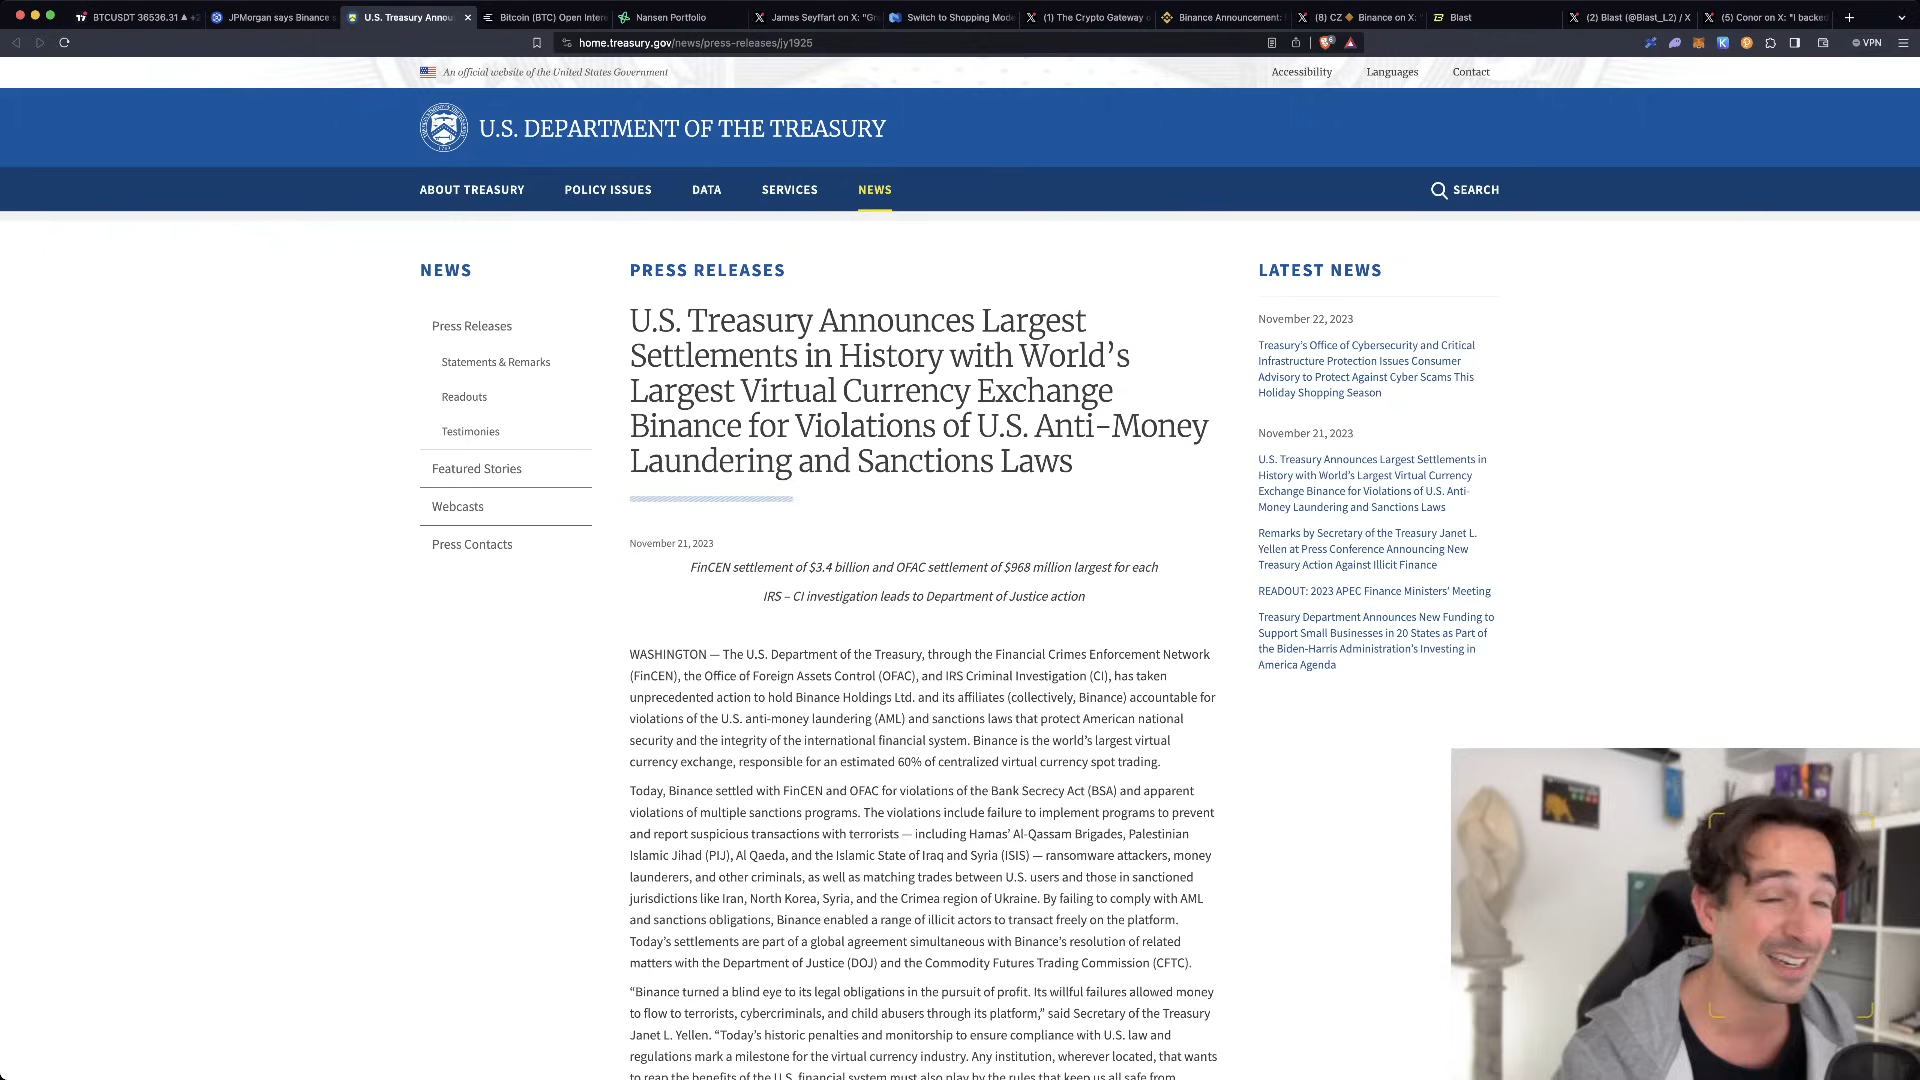 BTCUSDT 36536.31 ▲ +2
JPMorgan says Binance s
U.S. Treasury Annou
Bitcoin (BTC) Open Inter
Nansen Portfolio
James Seyffart on X: "Gr
Switch to Shopping Mode
(1) The Crypto Gateway o
Binance Announcement:
(8) CZ 🔶 Binance on X: "
Blast
(2) Blast (@Blast_L2) / X
(5) Conor on X: "I backed
home.treasury.gov/news/press-releases/jy1925
VPN
An official website of the United States Government
Accessibility
Languages
Contact
U.S. DEPARTMENT OF THE TREASURY
ABOUT TREASURY
POLICY ISSUES
DATA
SERVICES
NEWS
SEARCH
NEWS
Press Releases
Statements & Remarks
Readouts
Testimonies
Featured Stories
Webcasts
Press Contacts
PRESS RELEASES
U.S. Treasury Announces Largest
Settlements in History with World's
Largest Virtual Currency Exchange
Binance for Violations of U.S. Anti-Money
Laundering and Sanctions Laws
November 21, 2023
FinCEN settlement of $3.4 billion and OFAC settlement of $968 million largest for each
IRS – CI investigation leads to Department of Justice action
WASHINGTON — The U.S. Department of the Treasury, through the Financial Crimes Enforcement Network
(FinCEN), the Office of Foreign Assets Control (OFAC), and IRS Criminal Investigation (CI), has taken
unprecedented action to hold Binance Holdings Ltd. and its affiliates (collectively, Binance) accountable for
violations of the U.S. anti-money laundering (AML) and sanctions laws that protect American national
security and the integrity of the international financial system. Binance is the world's largest virtual
currency exchange, responsible for an estimated 60% of centralized virtual currency spot trading.
Today, Binance settled with FinCEN and OFAC for violations of the Bank Secrecy Act (BSA) and apparent
violations of multiple sanctions programs. The violations include failure to implement programs to prevent
and report suspicious transactions with terrorists — including Hamas' Al-Qassam Brigades, Palestinian
Islamic Jihad (PIJ), Al Qaeda, and the Islamic State of Iraq and Syria (ISIS) — ransomware attackers, money
launderers, and other criminals, as well as matching trades between U.S. users and those in sanctioned
jurisdictions like Iran, North Korea, Syria, and the Crimea region of Ukraine. By failing to comply with AML
and sanctions obligations, Binance enabled a range of illicit actors to transact freely on the platform.
Today's settlements are part of a global agreement simultaneous with Binance's resolution of related
matters with the Department of Justice (DOJ) and the Commodity Futures Trading Commission (CFTC).
"Binance turned a blind eye to its legal obligations in the pursuit of profit. Its willful failures allowed money
to flow to terrorists, cybercriminals, and child abusers through its platform," said Secretary of the Treasury
Janet L. Yellen. "Today's historic penalties and monitorship to ensure compliance with U.S. law and
regulations mark a milestone for the virtual currency industry. Any institution, wherever located, that wants
to reap the benefits of the U.S. financial system must also play by the rules that keep us all safe from
LATEST NEWS
November 22, 2023
Treasury's Office of Cybersecurity and Critical
Infrastructure Protection Issues Consumer
Advisory to Protect Against Cyber Scams This
Holiday Shopping Season
November 21, 2023
U.S. Treasury Announces Largest Settlements in
History with World's Largest Virtual Currency
Exchange Binance for Violations of U.S. Anti-
Money Laundering and Sanctions Laws
Remarks by Secretary of the Treasury Janet L.
Yellen at Press Conference Announcing New
Treasury Action Against Illicit Finance
READOUT: 2023 APEC Finance Ministers' Meeting
Treasury Department Announces New Funding to
Support Small Businesses in 20 States as Part of
the Biden-Harris Administration's Investing in
America Agenda